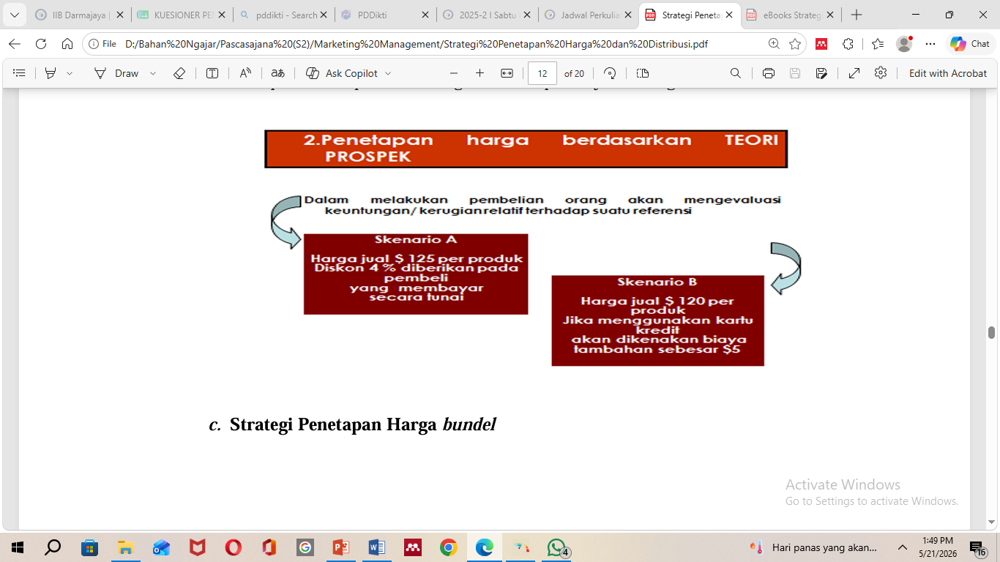 IIB Darmajaya
KUESIONER PE
pddikti - Search
PDDikti
2025-2 I Sabtu
Jadwal Perkulia
Strategi Peneta
eBooks Strateg
File
D:/Bahan%20Ngajar/Pascasajana%20(S2)/Marketing%20Management/Strategi%20Penetapan%20Harga%20dan%20Distribusi.pdf
Chat
Draw
Ask Copilot
12 of 20
Edit with Acrobat
2.Penetapan harga berdasarkan TEORI
PROSPEK
Dalam melakukan pembelian orang akan mengevaluasi
keuntungan/ kerugian relatif terhadap suatu referensi
Skenario A
Harga jual $ 125 per produk
Diskon 4 % diberikan pada
pembeli
yang membayar
secara tunai
Skenario B
Harga jual $ 120 per
produk
Jika menggunakan kartu
kredit
akan dikenakan biaya
tambahan sebesar $5
c. Strategi Penetapan Harga bundel
Activate Windows
Go to Settings to activate Windows.
Hari panas yang akan...
1:49 PM
5/21/2026
4
16